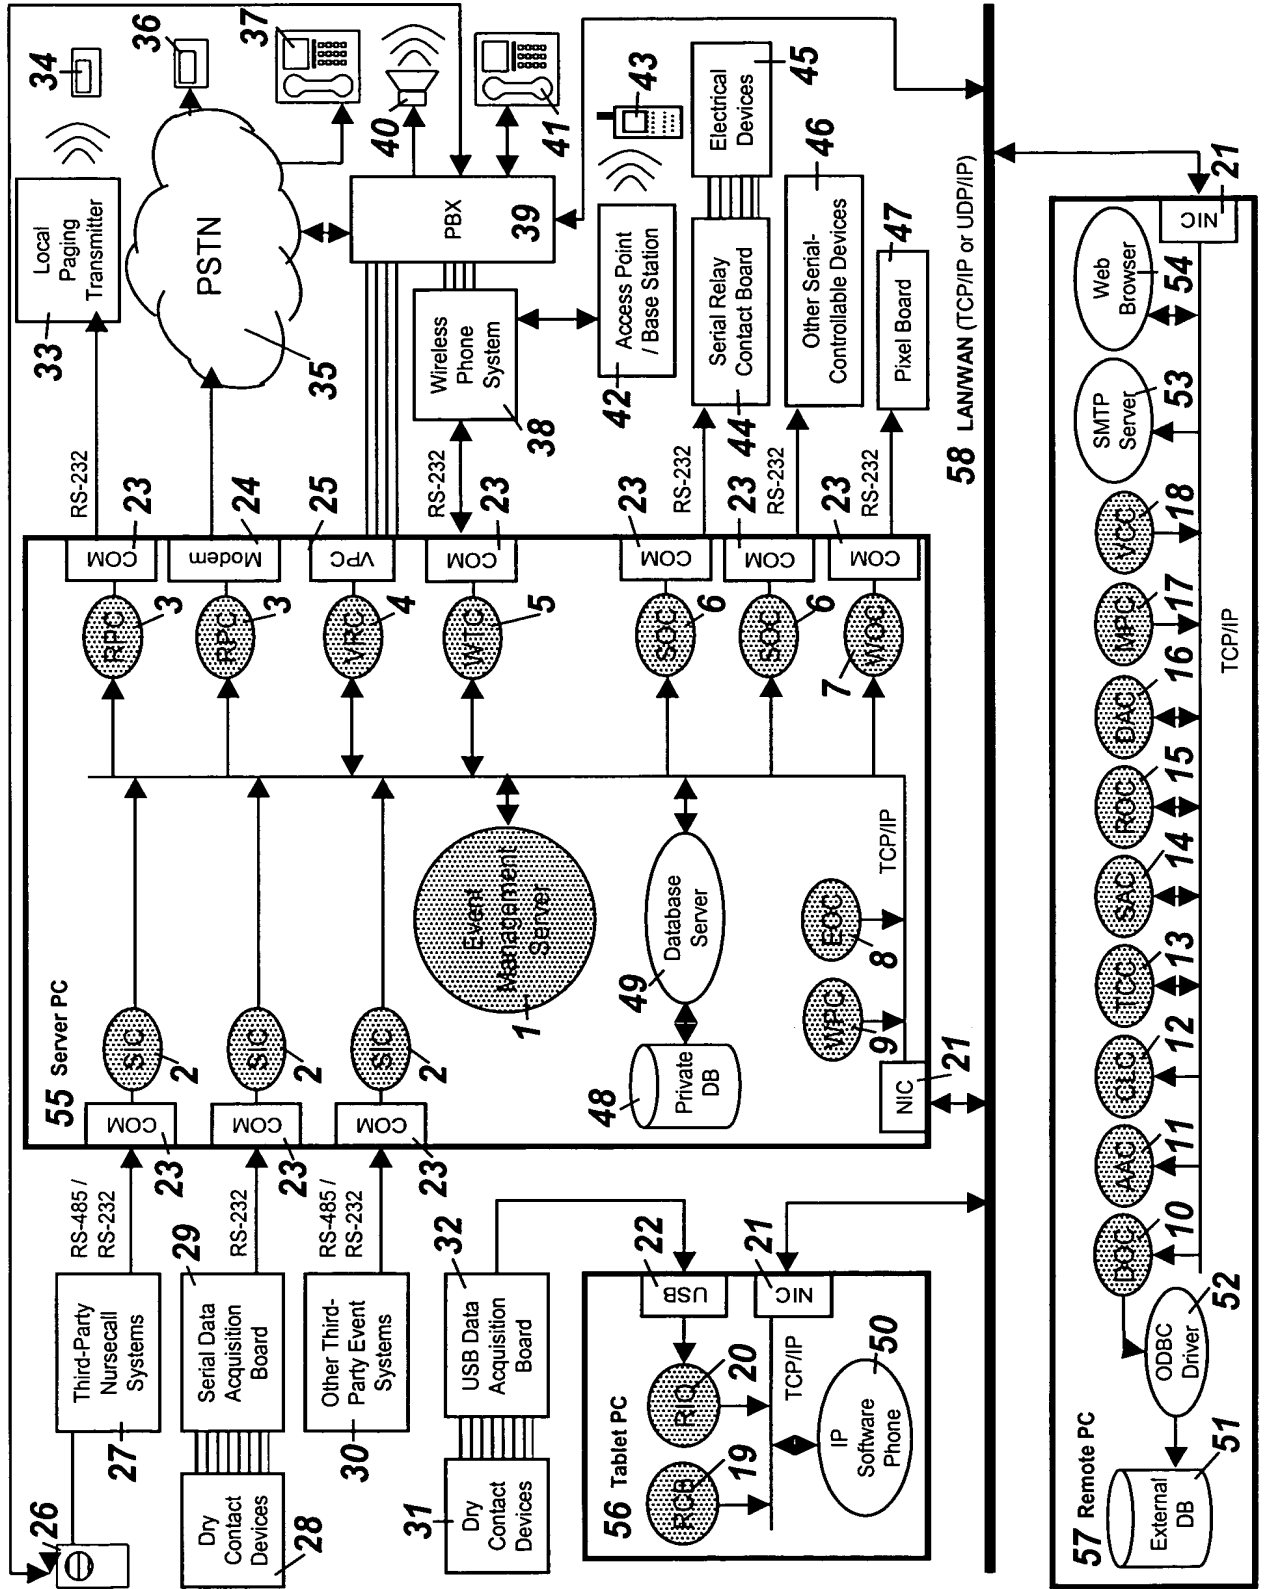 26
27
Third-Party
Nursecall
Systems
RS-485 /
RS-232
28
Dry
Contact
Devices
29
Serial Data
Acquisition
Board
RS-232
30
Other Third-
Party Event
Systems
RS-485/
RS-232
31
Dry
Contact
Devices
32
USB Data
Acquisition
Board
55 Server PC
COM
23
SIC
2
COM
23
SIC
2
COM
23
SIC
2
Event
Management
Server
1
48
Private
DB
49
Database
Server
WPC
9
EOC
8
TCP/IP
NIC
21
RPC
3
COM
23
RS-232
RPC
3
Modem
24
VRC
4
VPC
25
WTC
5
COM
23
RS-232
SOC
6
COM
23
RS-232
SOC
6
COM
23
RS-232
WOC
7
COM
23
RS-232
33
Local
Paging
Transmitter
34
PSTN
35
36
37
38
Wireless
Phone
System
PBX
39
40
41
42
Access Point
/ Base Station
43
44
Serial Relay
Contact Board
Electrical
Devices
45
Other Serial-
Controllable Devices
46
Pixel Board
47
56 Tablet PC
RCB
19
RIO
20
USB
22
NIC
21
TCP/IP
IP
Software
Phone
50
58 LAN/WAN (TCP/IP or UDP/IP)
57 Remote PC
External
DB
51
ODBC
Driver
52
DOC
10
AAC
11
CLC
12
TCC
13
SAC
14
ROC
15
DAC
16
MPC
17
VCC
18
SMTP
Server
53
Web
Browser
54
NIC
21
TCP/IP